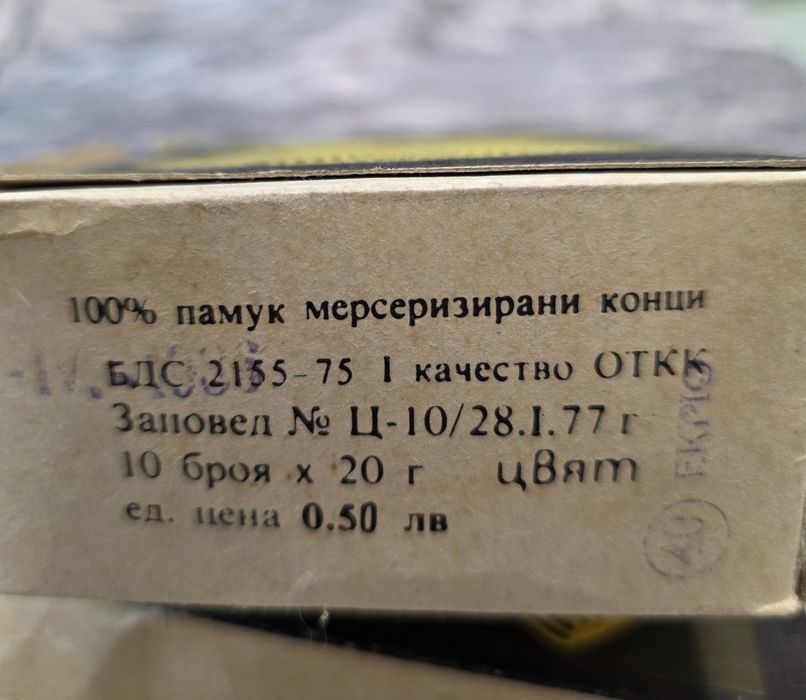 100% памук мерсеризирани конци
БДС 2155-75 I качество ОТКК
Заповед № Ц-10/28.I.77 г
10 броя х 20 г цвят
ед. цена 0.50 лв